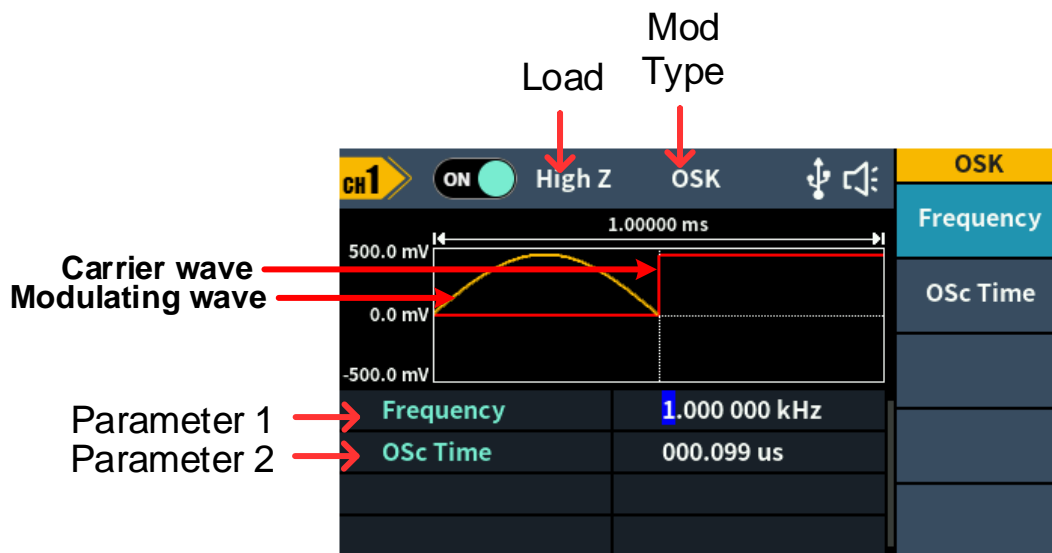 Mod
Type
Load
CH1
ON
High Z
OSK
OSK
1.00000 ms
Frequency
500.0 mV
Carrier wave
Modulating wave
OSc Time
0.0 mV
-500.0 mV
Parameter 1
Frequency
1.000 000 kHz
Parameter 2
OSc Time
000.099 us